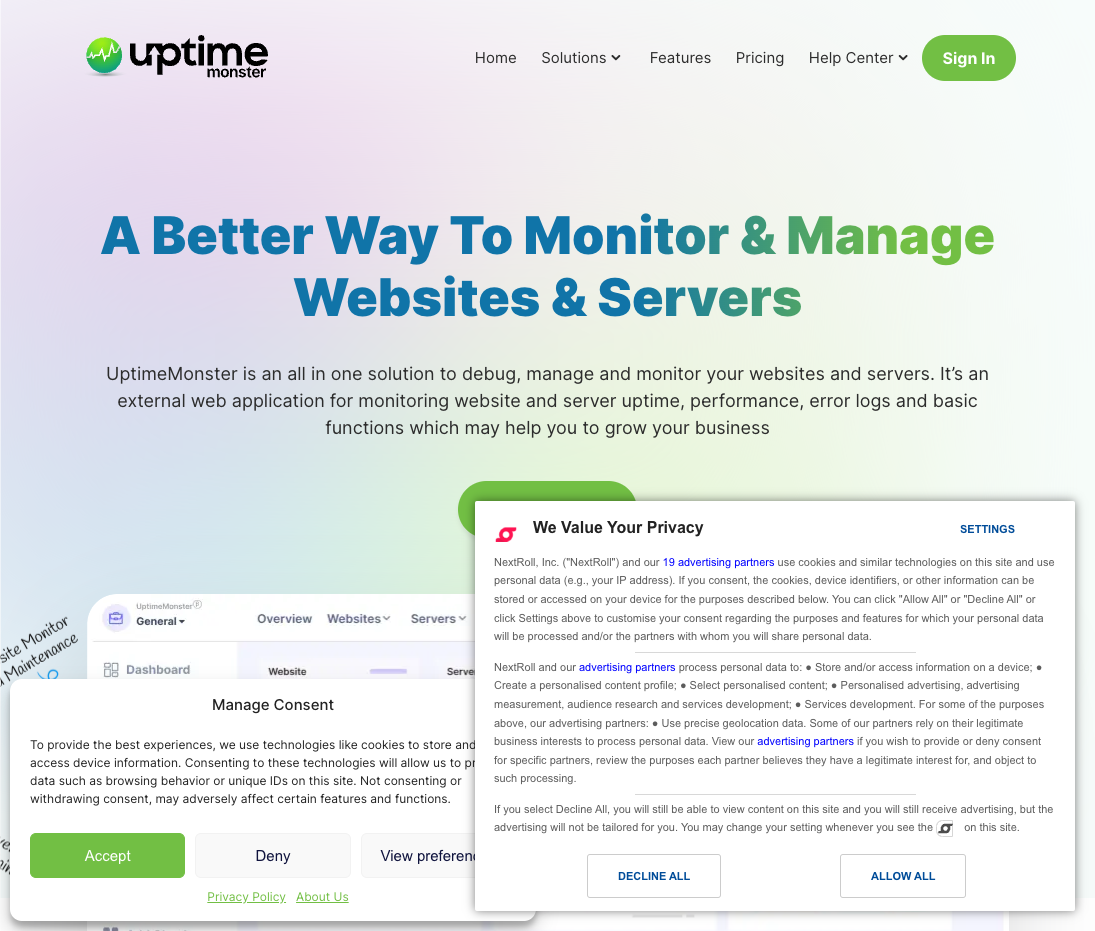 uptime
monster
Home Solutions Features Pricing Help Center Sign In
A Better Way To Monitor & Manage
Websites & Servers
UptimeMonster is an all in one solution to debug, manage and monitor your websites and servers. It's an
external web application for monitoring website and server uptime, performance, error logs and basic
functions which may help you to grow your business
UptimeMonster
General
Overview Websites Servers
site Monitor
Maintenance
Dashboard
Website
Manage Consent
To provide the best experiences, we use technologies like cookies to store and
access device information. Consenting to these technologies will allow us to
data such as browsing behavior or unique IDs on this site. Not consenting or
withdrawing consent, may adversely affect certain features and functions.
Accept Deny View
Privacy Policy About Us
We Value Your Privacy
SETTINGS
NextRoll, Inc. ("NextRoll") and our 19 advertising partners use cookies and similar technologies on this site and use
personal data (e.g., your IP address). If you consent, the cookies, device identifiers, or other information can be
stored or accessed on your device for the purposes described below. You can click "Allow All" or "Decline All" or
click Settings above to customise your consent regarding the purposes and features for which your personal data
will be processed and/or the partners with whom you will share personal data.
NextRoll and our advertising partners process personal data to: ● Store and/or access information on a device; ●
Create a personalised content profile; ● Select personalised content; ● Personalised advertising, advertising
measurement, audience research and services development; ● Services development. For some of the purposes
above, our advertising partners: ● Use precise geolocation data. Some of our partners rely on their legitimate
business interests to process personal data. View our advertising partners if you wish to provide or deny consent
for specific partners, review the purposes each partner believes they have a legitimate interest for, and object to
such processing.
If you select Decline All, you will still be able to view content on this site and you will still receive advertising, but the
advertising will not be tailored for you. You may change your setting whenever you see the on this site.
DECLINE ALL ALLOW ALL